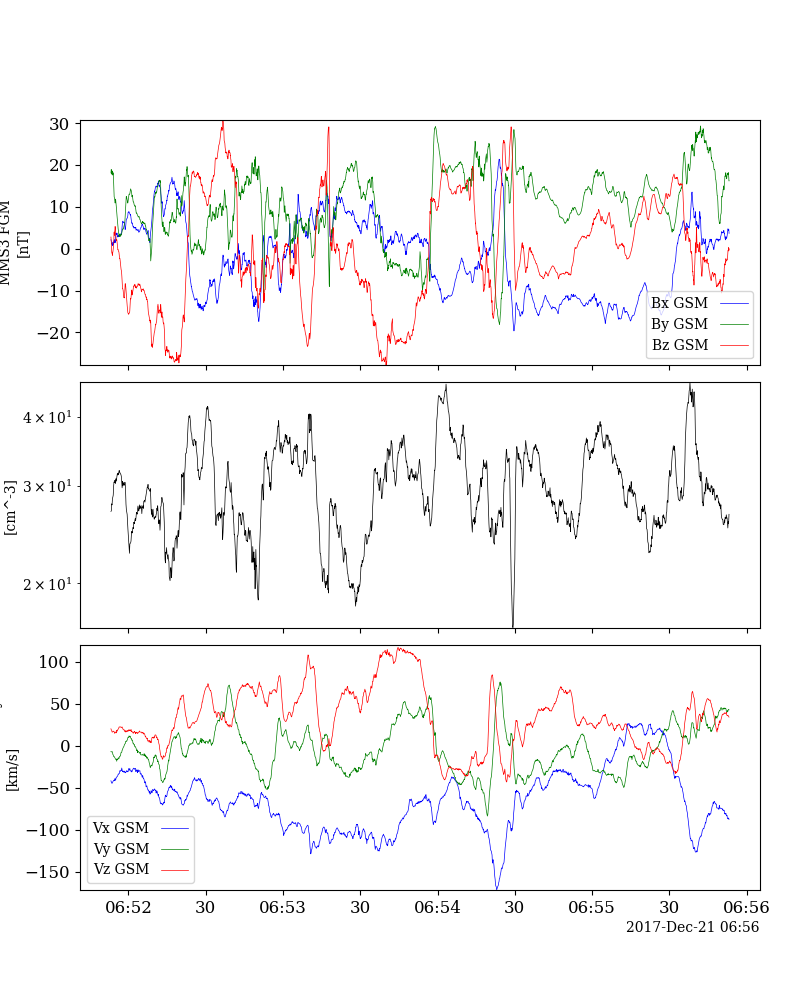 30
20
10
0
−10
−20
MMS3 FGM
[nT]
Bx GSM
By GSM
Bz GSM
4 × 10¹
3 × 10¹
2 × 10¹
[cm^-3]
100
50
0
−50
−100
−150
[km/s]
Vx GSM
Vy GSM
Vz GSM
06:52 30 06:53 30 06:54 30 06:55 30 06:56
2017-Dec-21 06:56